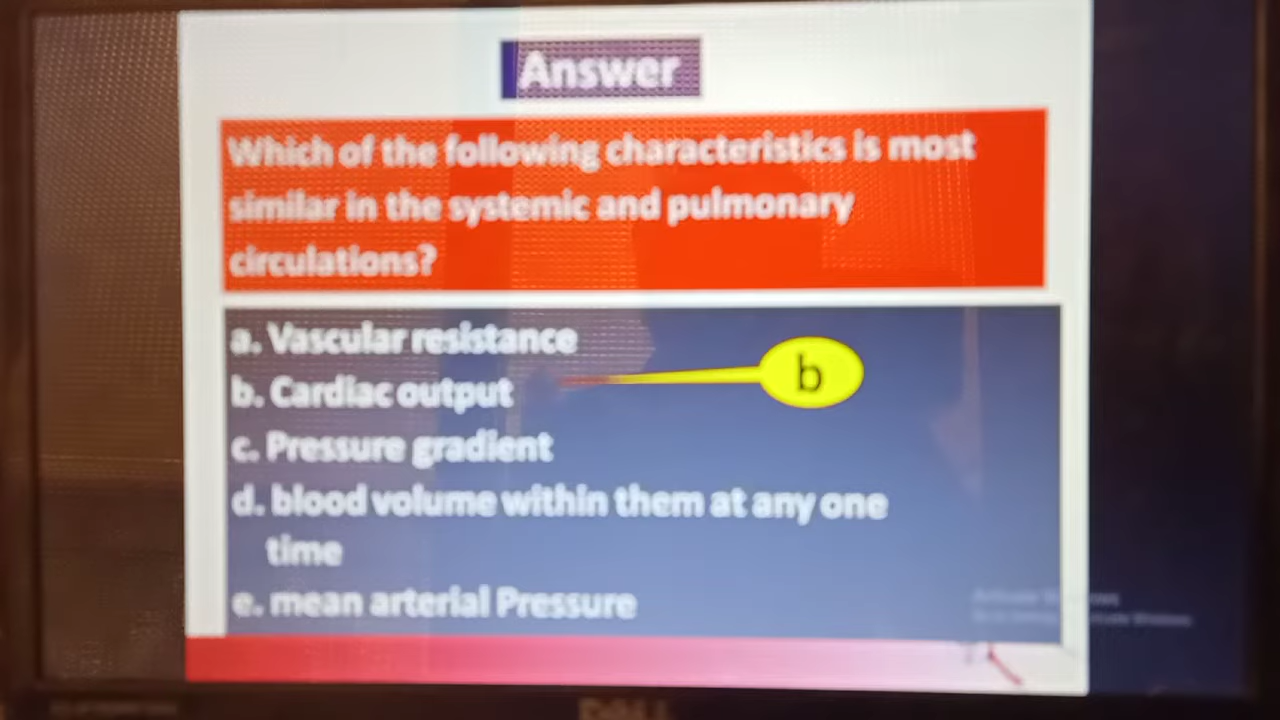 Answer
Which of the following characteristics is most
similar in the systemic and pulmonary
circulations?
a. Vascular resistance
b. Cardiac output
b
c. Pressure gradient
d. blood volume within them at any one
time
e. mean arterial Pressure
DELL